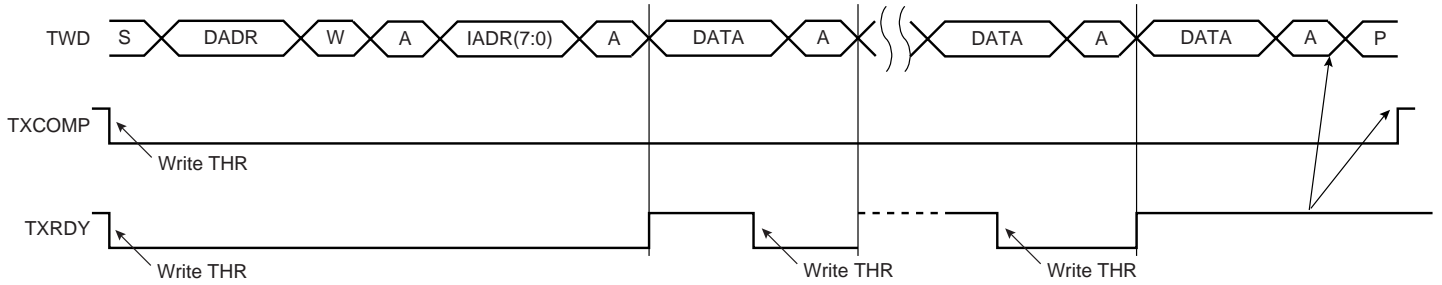 TWD S DADR W A IADR(7:0) A DATA A DATA A DATA A P
TXCOMP
Write THR
TXRDY
Write THR Write THR Write THR